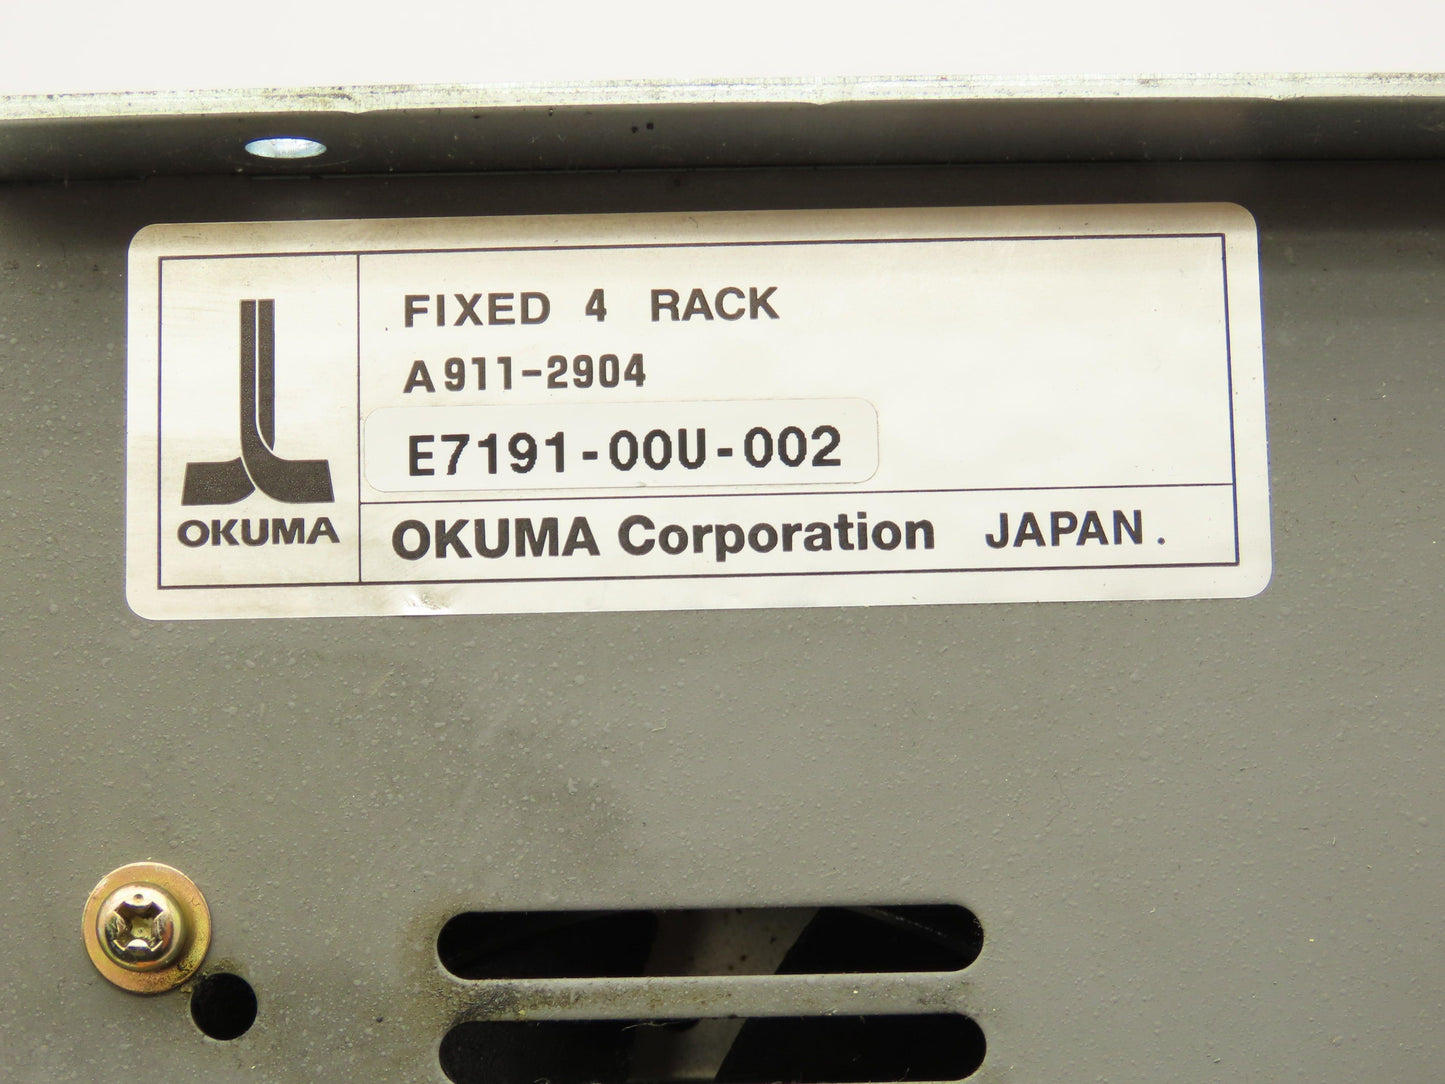 FIXED 4 RACK
A911-2904
E7191-00U-002
OKUMA
OKUMA Corporation JAPAN.